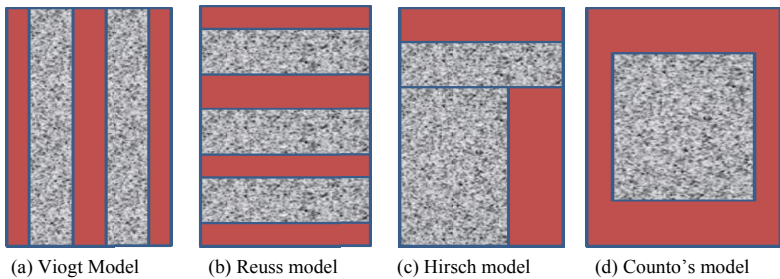 (a) Viogt Model
(b) Reuss model
(c) Hirsch model
(d) Counto's model